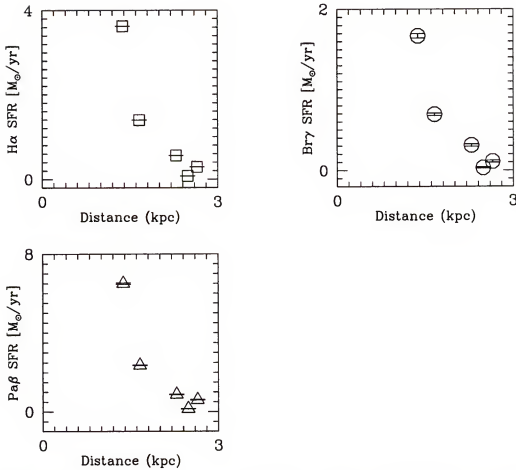 4
Hα SFR [M⊙/yr]
0
Distance (kpc)
2
Brγ SFR [M⊙/yr]
0
0
3
Distance (kpc)
0
3
8
Paβ SFR [M⊙/yr]
0
0
3
Distance (kpc)